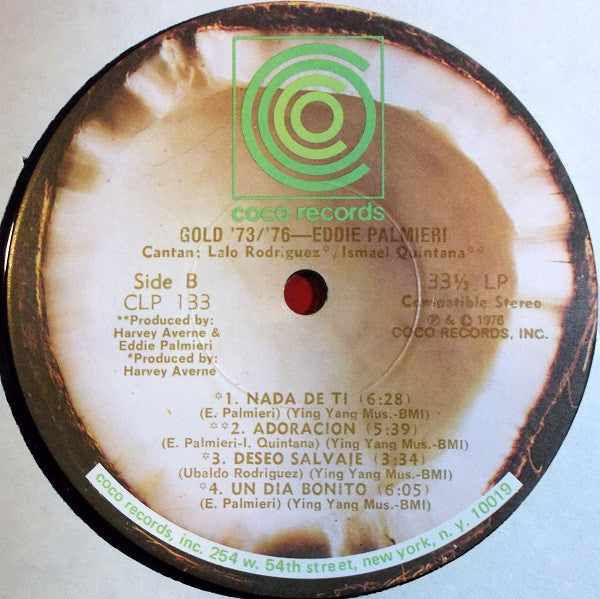 coco records
GOLD '73/'76—EDDIE PALMIERI
Cantan: Lalo Rodriguez*/Ismael Quintana**
Side B
CLP 133
**Produced by:
Harvey Averne &
Eddie Palmieri
*Produced by:
Harvey Averne
33⅓ LP
Compatible Stereo
℗ & © 1976
COCO RECORDS, INC.
*1. NADA DE TI (6:28)
(E. Palmieri) (Ying Yang Mus.-BMI)
**2. ADORACION (5:39)
(E. Palmieri-I. Quintana) (Ying Yang Mus.-BMI)
*3. DESEO SALVAJE (3:34)
(Ubaldo Rodriguez) (Ying Yang Mus.-BMI)
*4. UN DIA BONITO (6:05)
(E. Palmieri) (Ying Yang Mus.-BMI)
coco records, inc. 254 w. 54th street, new york, n. y. 10019